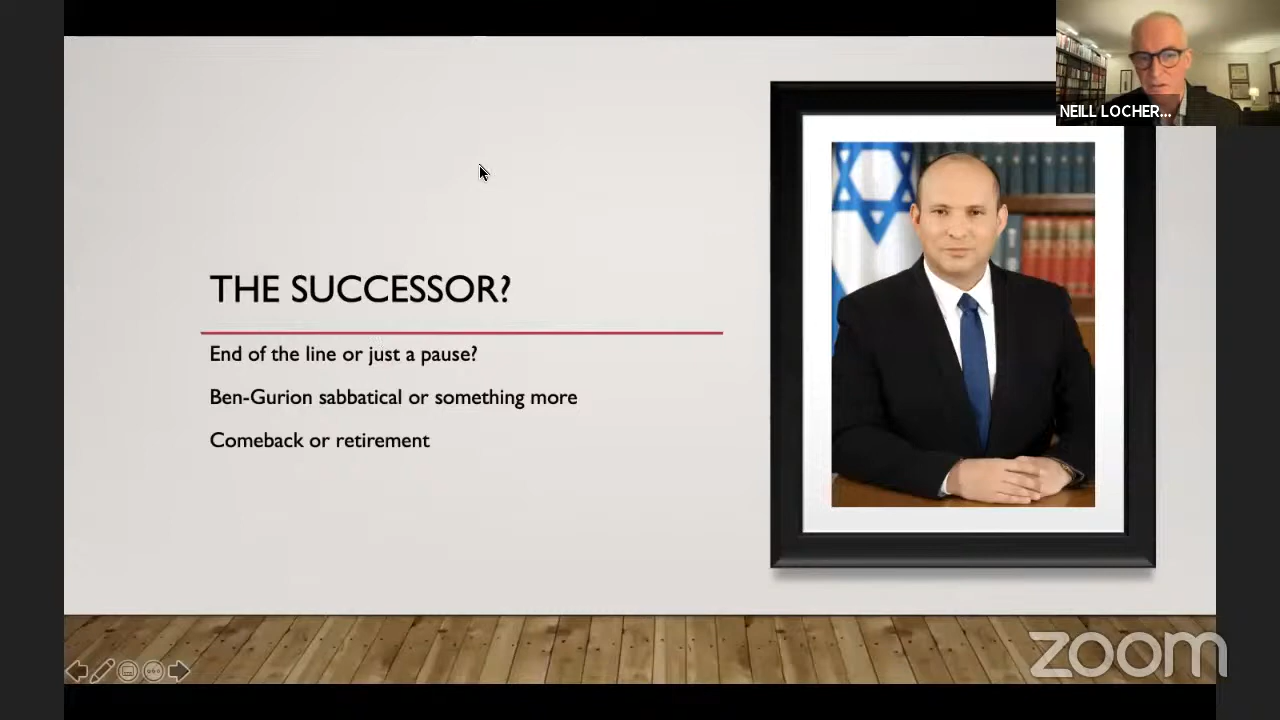 NEILL LOCHER...
THE SUCCESSOR?
End of the line or just a pause?
Ben-Gurion sabbatical or something more
Comeback or retirement
zoom